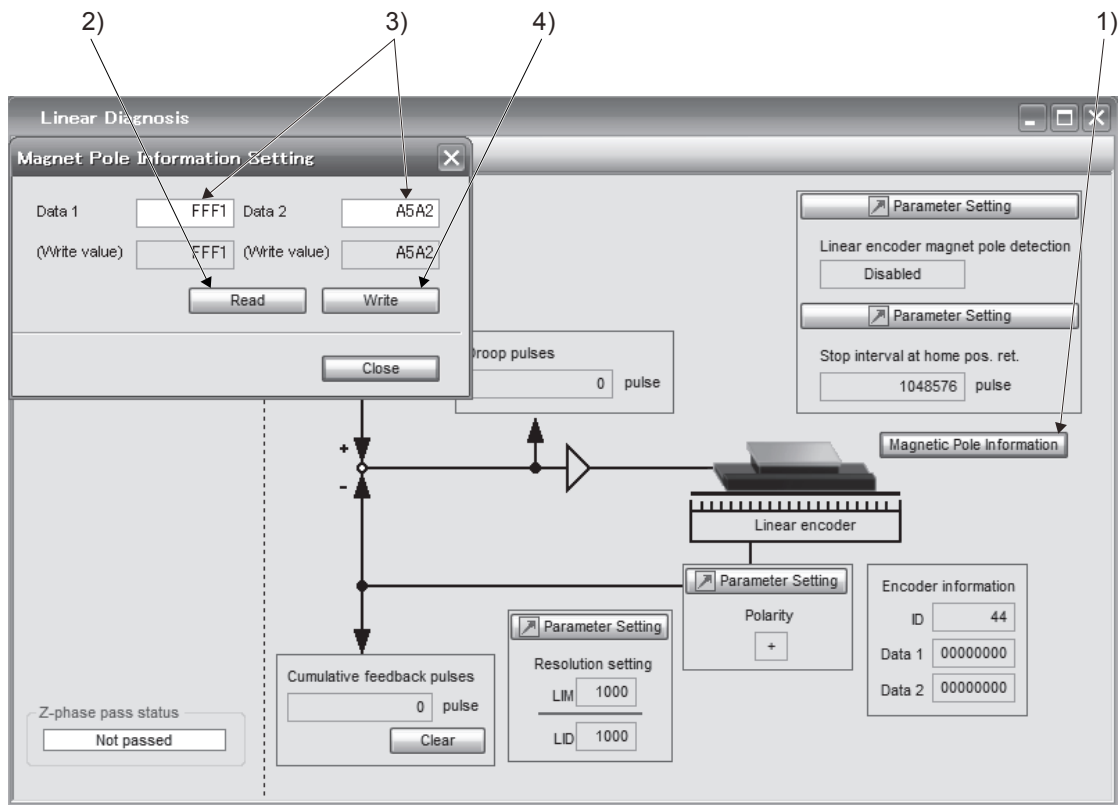 2) 3) 4) 1)
Linear Diagnosis
Magnet Pole Information Setting
Data 1 FFF1 Data 2 A5A2
(Write value) FFF1 (Write value) A5A2
Read Write
Close
Parameter Setting
Linear encoder magnet pole detection
Disabled
Parameter Setting
Stop interval at home pos. ret.
1048576 pulse
Magnetic Pole Information
Droop pulses
0 pulse
+
-
Linear encoder
Parameter Setting
Polarity
+
Encoder information
ID 44
Data 1 00000000
Data 2 00000000
Parameter Setting
Resolution setting
LIM 1000
LID 1000
Cumulative feedback pulses
0 pulse
Clear
Z-phase pass status
Not passed